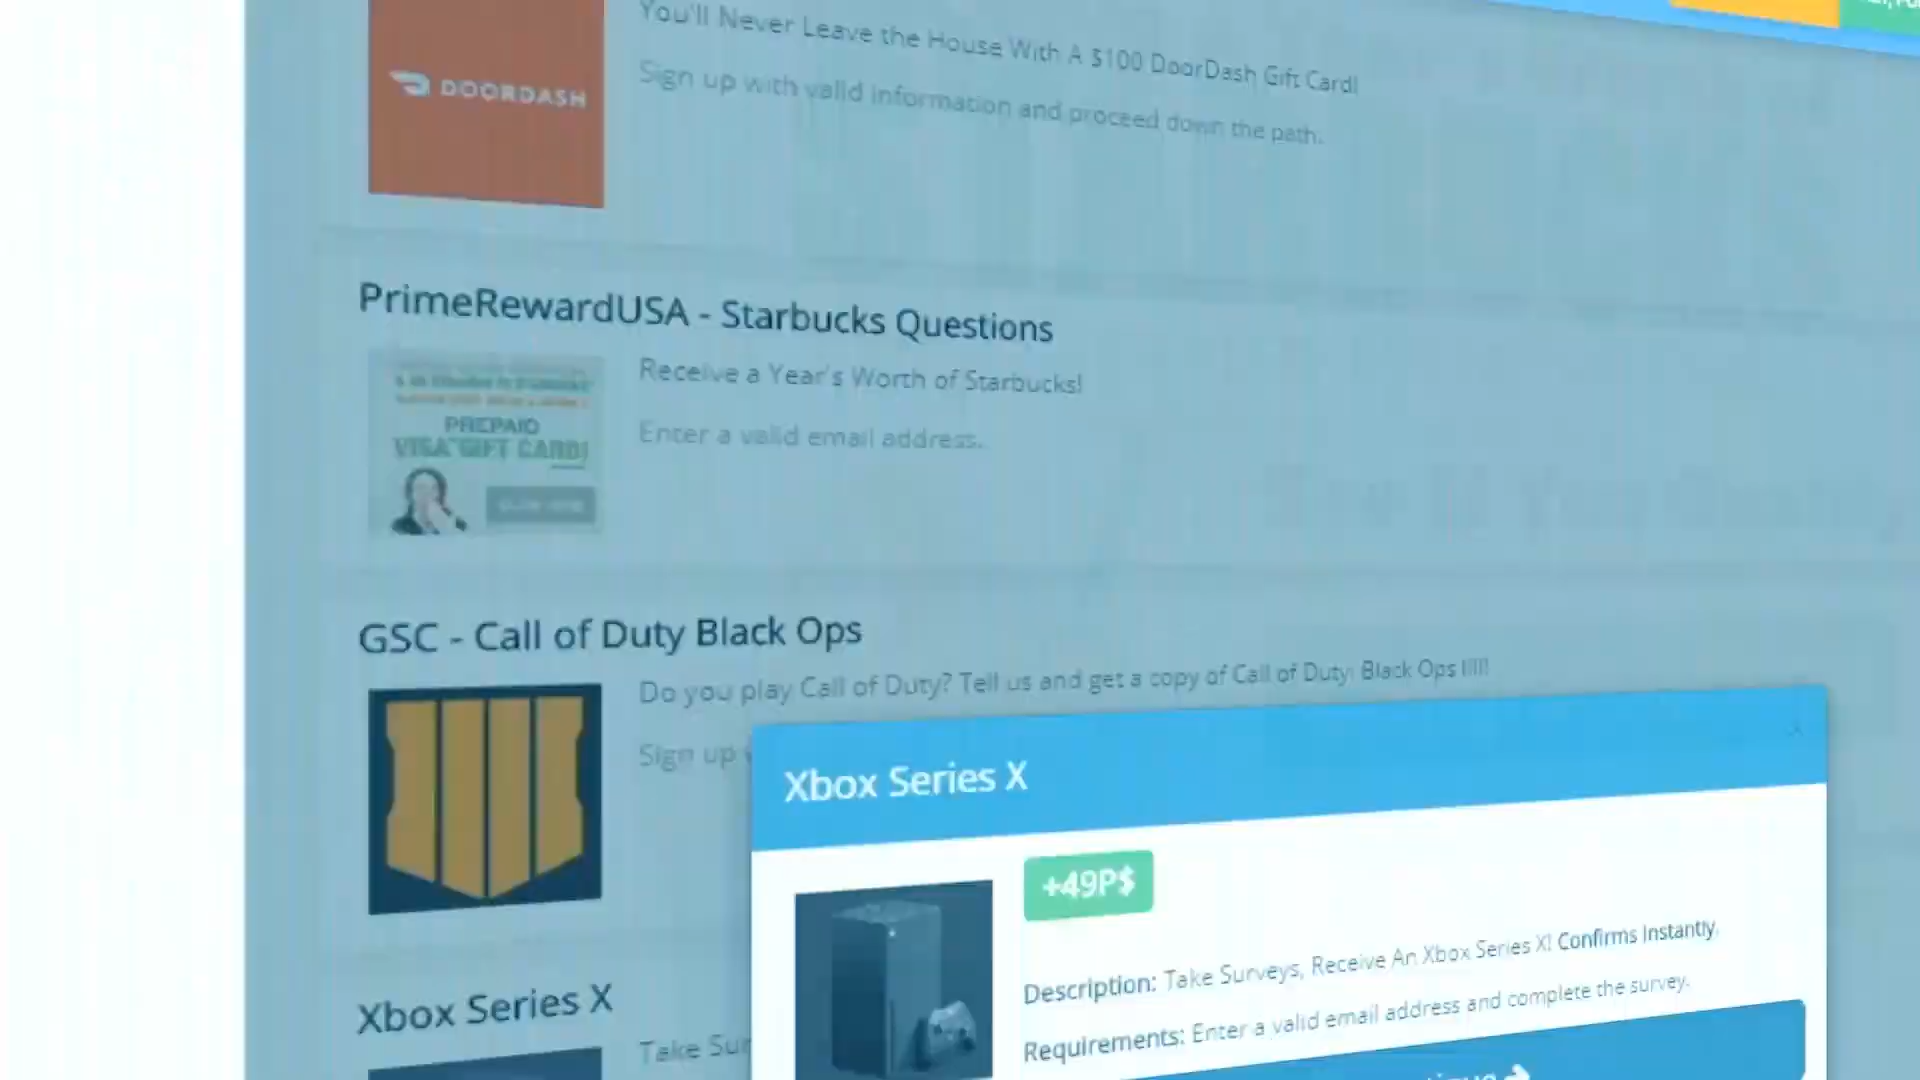 DOORDASH
You'll Never Leave the House With A $100 DoorDash Gift Card!
Sign up with valid information and proceed down the path.
PrimeRewardUSA - Starbucks Questions
PREPAID
VISA GIFT CARD!
Receive a Year's Worth of Starbucks!
Enter a valid email address.
GSC - Call of Duty Black Ops
Do you play Call of Duty? Tell us and get a copy of Call of Duty: Black Ops IIII!
Sign up
Xbox Series X
+49P$
Description: Take Surveys, Receive An Xbox Series X! Confirms Instantly.
Requirements: Enter a valid email address and complete the survey.
Xbox Series X
Take Sur